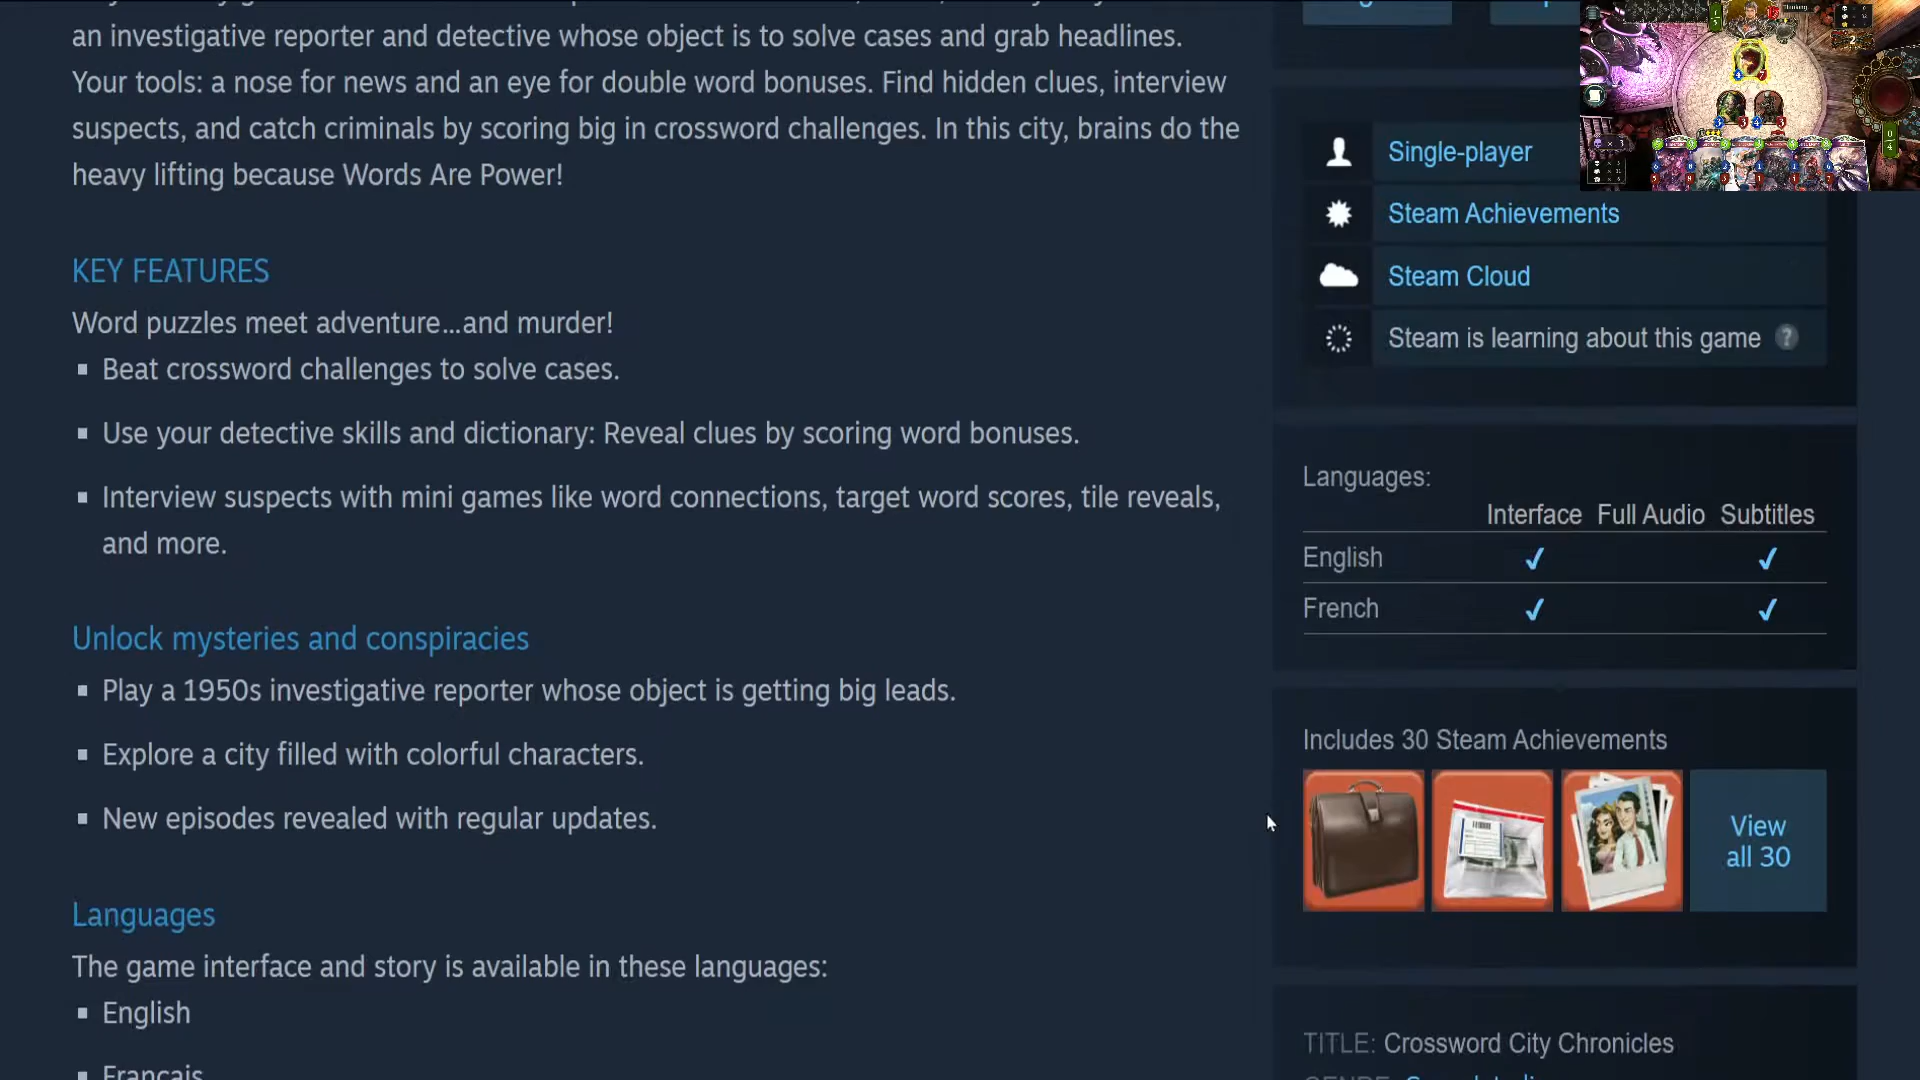 an investigative reporter and detective whose object is to solve cases and grab headlines.
Your tools: a nose for news and an eye for double word bonuses. Find hidden clues, interview
suspects, and catch criminals by scoring big in crossword challenges. In this city, brains do the
heavy lifting because Words Are Power!
KEY FEATURES
Word puzzles meet adventure...and murder!
▪ Beat crossword challenges to solve cases.
▪ Use your detective skills and dictionary: Reveal clues by scoring word bonuses.
▪ Interview suspects with mini games like word connections, target word scores, tile reveals,
and more.
Unlock mysteries and conspiracies
▪ Play a 1950s investigative reporter whose object is getting big leads.
▪ Explore a city filled with colorful characters.
▪ New episodes revealed with regular updates.
Languages
The game interface and story is available in these languages:
▪ English
▪ Français
Single-player
Steam Achievements
Steam Cloud
Steam is learning about this game ?
Languages:
Interface Full Audio Subtitles
English ✓ ✓
French ✓ ✓
Includes 30 Steam Achievements
View
all 30
TITLE: Crossword City Chronicles